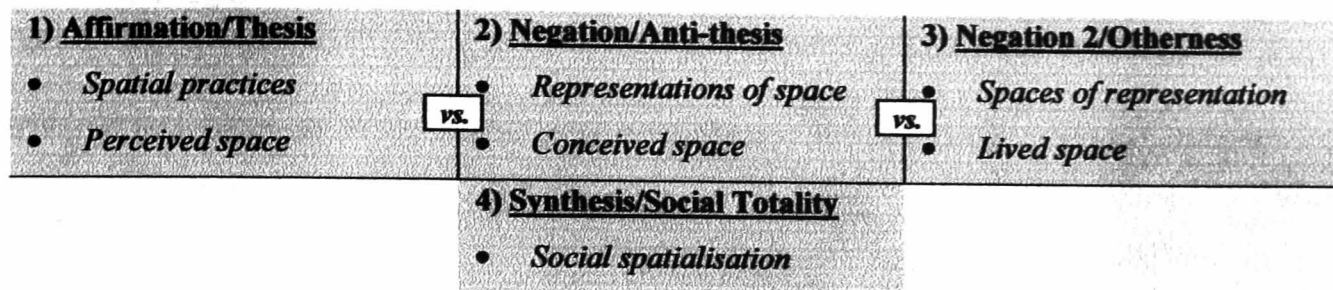 1) Affirmation/Thesis
• Spatial practices
• Perceived space
vs.
2) Negation/Anti-thesis
• Representations of space
• Conceived space
vs.
3) Negation 2/Otherness
• Spaces of representation
• Lived space
4) Synthesis/Social Totality
• Social spatialisation